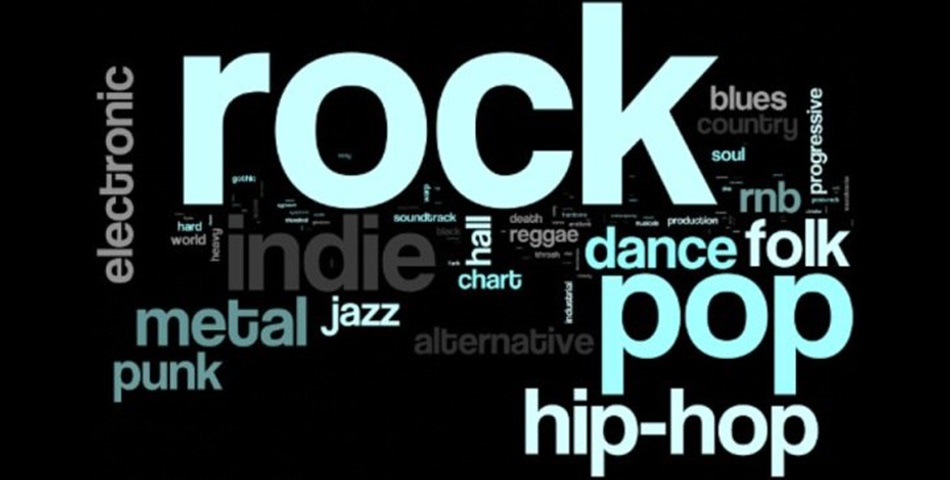 rock
electronic
blues
country
progressive
soul
gothic
rnb
hard
world
heavy
indie
soundtrack
black
hall
death
reggae
thrash
production
dance
folk
chart
industrial
pop
metal
jazz
alternative
punk
hip-hop